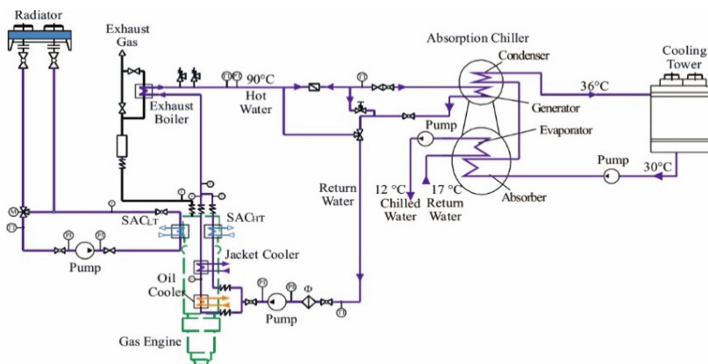 Radiator
Exhaust
Gas
Absorption Chiller
Condenser
Cooling
Tower
90°C
Hot
Water
36°C
Exhaust
Boiler
Generator
Pump
Evaporator
Pump
30°C
Return
Water
12 °C
Chilled
Water
17 °C
Return
Water
Absorber
M
SACLT
SACHT
Pump
Jacket Cooler
Oil
Cooler
Φ
Pump
Gas Engine